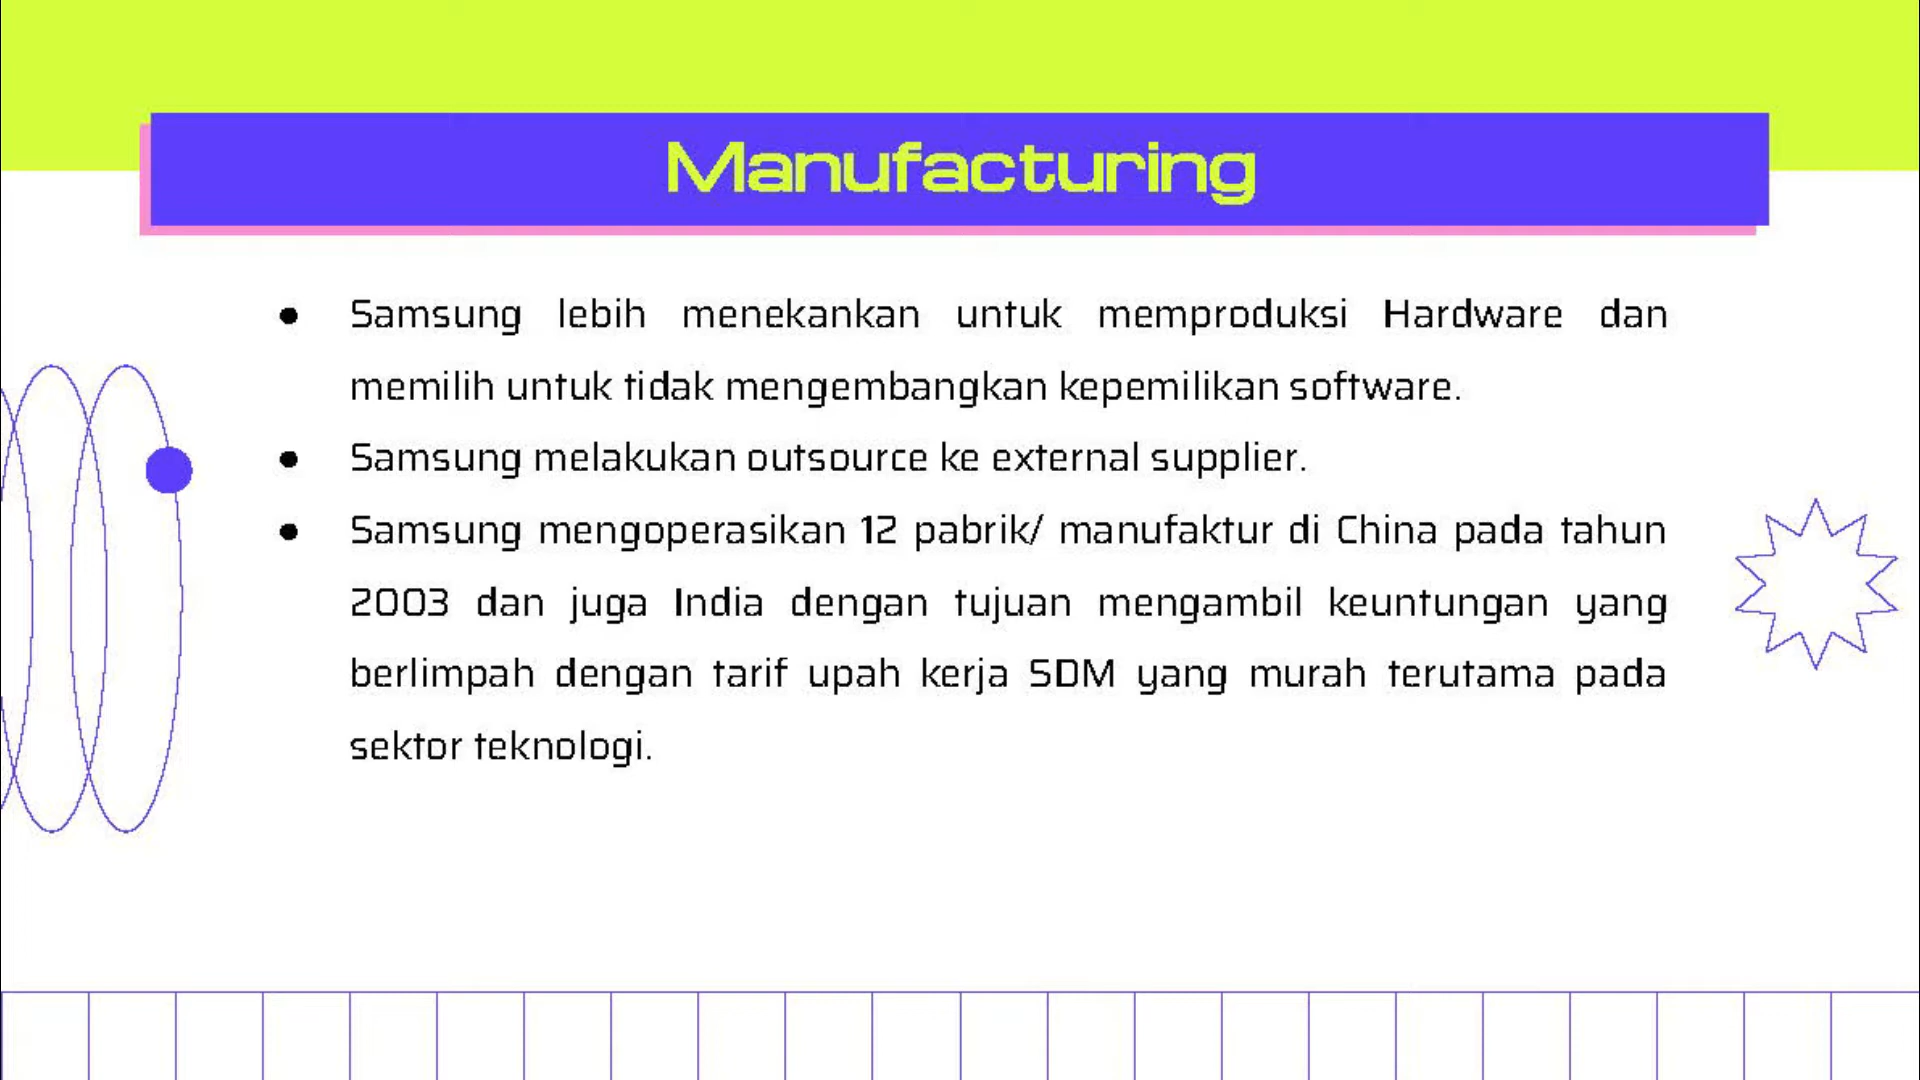 Manufacturing
● Samsung lebih menekankan untuk memproduksi Hardware dan
memilih untuk tidak mengembangkan kepemilikan software.
● Samsung melakukan outsource ke external supplier.
● Samsung mengoperasikan 12 pabrik/ manufaktur di China pada tahun
2003 dan juga India dengan tujuan mengambil keuntungan yang
berlimpah dengan tarif upah kerja SDM yang murah terutama pada
sektor teknologi.